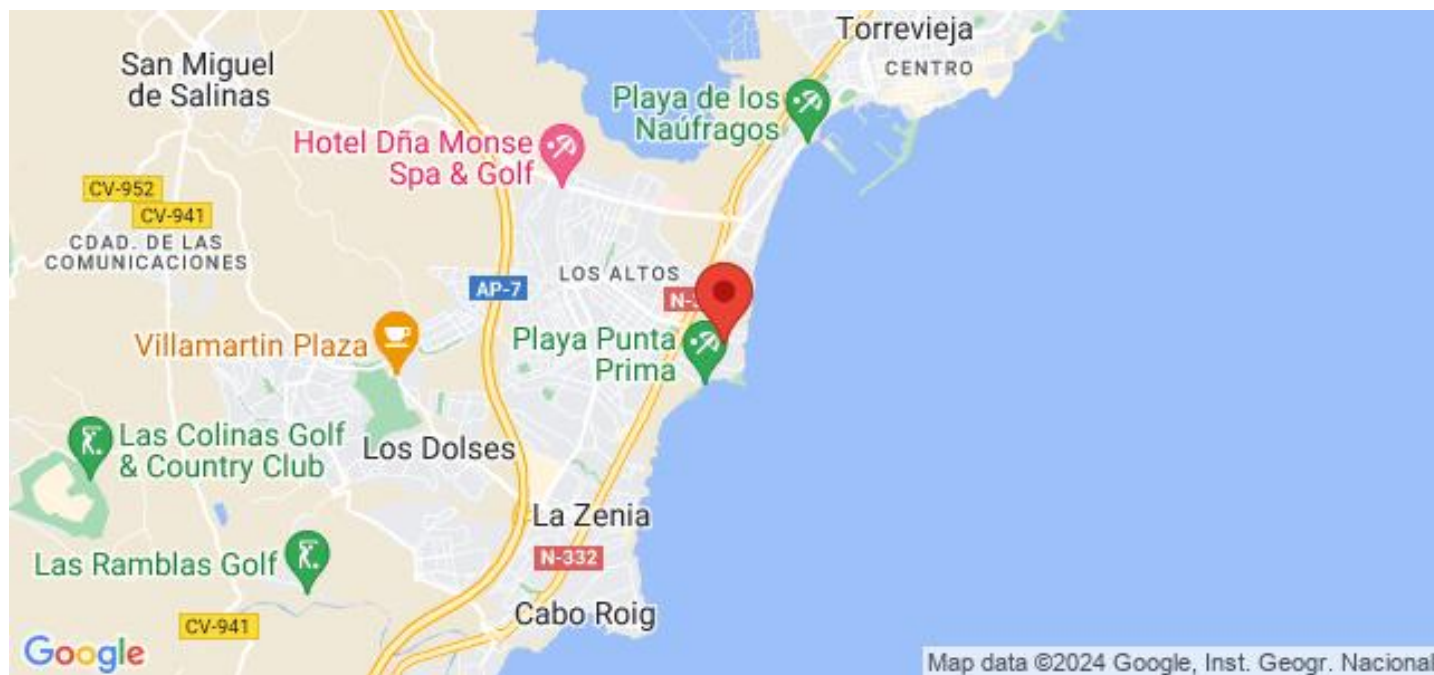 Torrevieja
CENTRO
San Miguel
de Salinas
Playa de los
Naúfragos
Hotel Dña Monse
Spa & Golf
CV-952
CV-941
CDAD. DE LAS
COMUNICACIONES
LOS ALTOS
AP-7
Villamartin Plaza
Playa Punta
Prima
Las Colinas Golf
& Country Club
Los Dolses
La Zenia
N-332
Las Ramblas Golf
Cabo Roig
CV-941
Google
Map data ©2024 Google, Inst. Geogr. Nacional